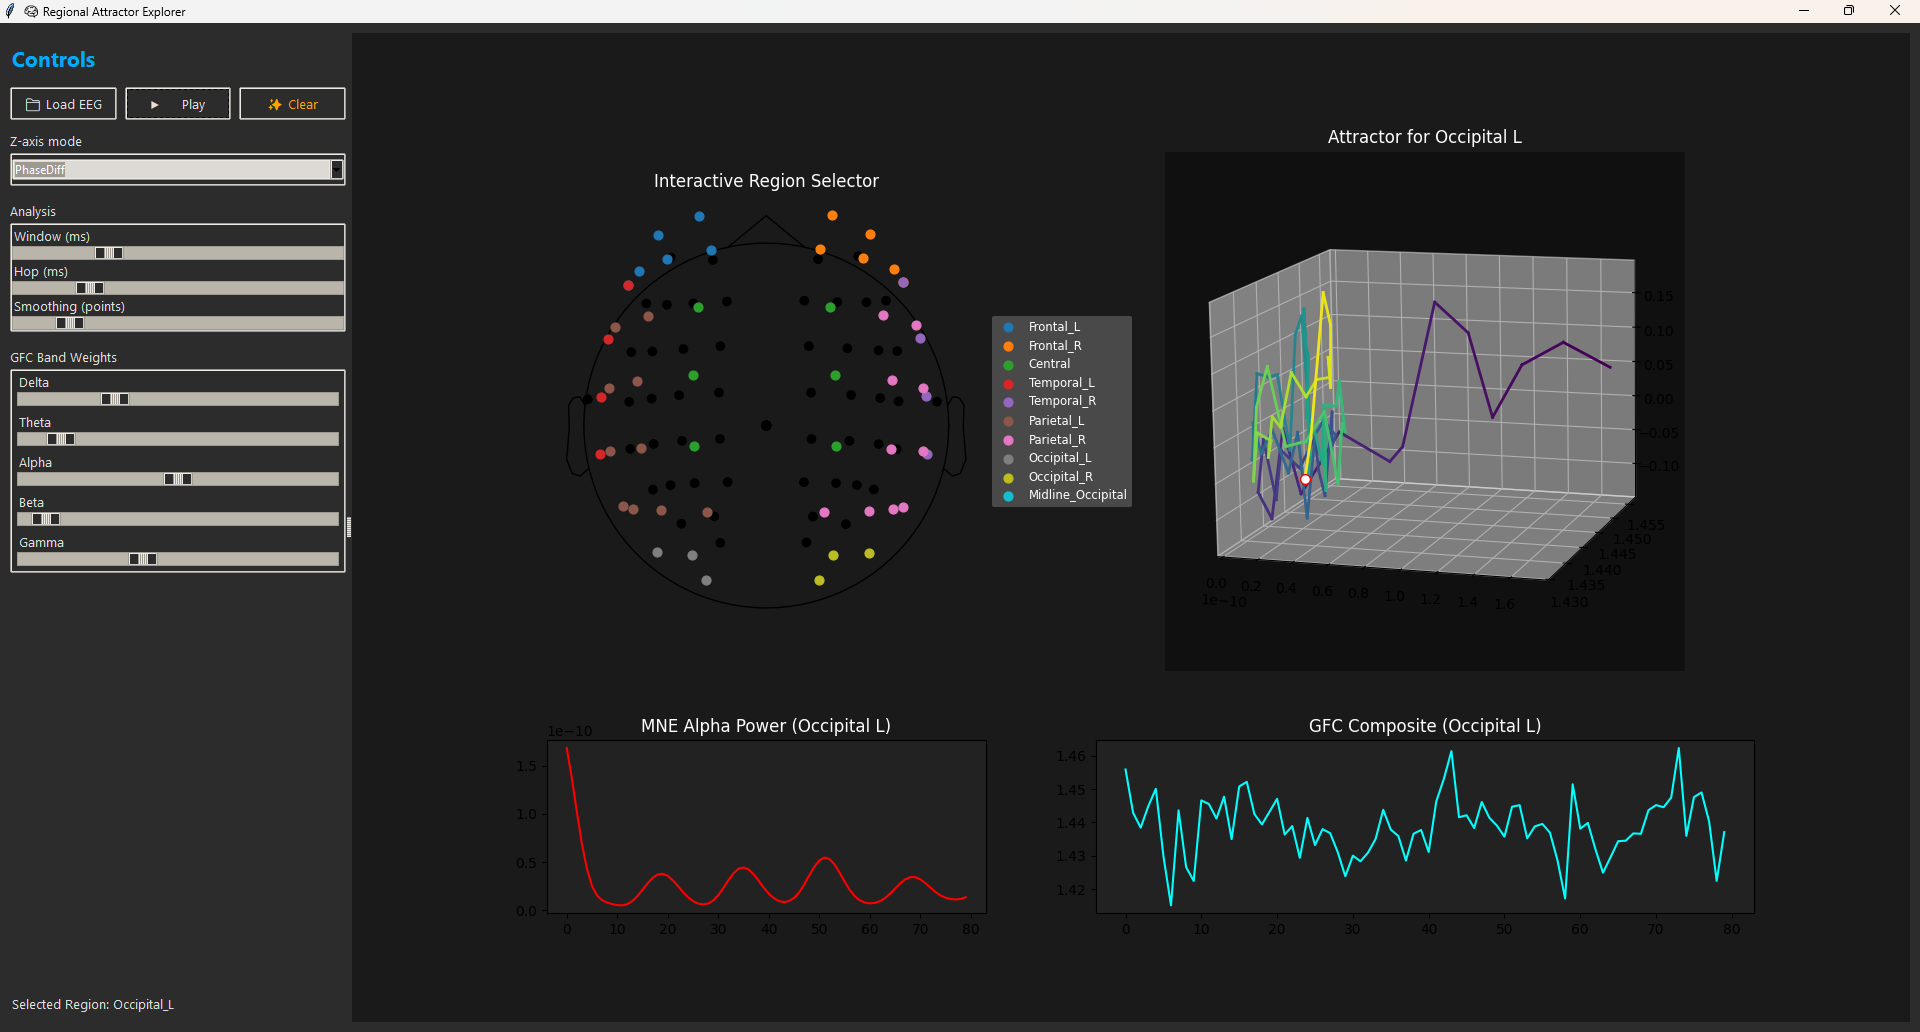 Regional Attractor Explorer
Controls
Load EEG
Play
Clear
Z-axis mode
PhaseDiff
Analysis
Window (ms)
Hop (ms)
Smoothing (points)
GFC Band Weights
Delta
Theta
Alpha
Beta
Gamma
Selected Region: Occipital_L
Interactive Region Selector
Frontal_L
Frontal_R
Central
Temporal_L
Temporal_R
Parietal_L
Parietal_R
Occipital_L
Occipital_R
Midline_Occipital
Attractor for Occipital L
0.15
0.10
0.05
0.00
−0.05
−0.10
1.455
1.450
1.445
1.440
1.435
1.430
0.0 0.2 0.4 0.6 0.8 1.0 1.2 1.4 1.6
1e−10
MNE Alpha Power (Occipital L)
1e−10
1.5
1.0
0.5
0.0
0 10 20 30 40 50 60 70 80
GFC Composite (Occipital L)
1.46
1.45
1.44
1.43
1.42
0 10 20 30 40 50 60 70 80